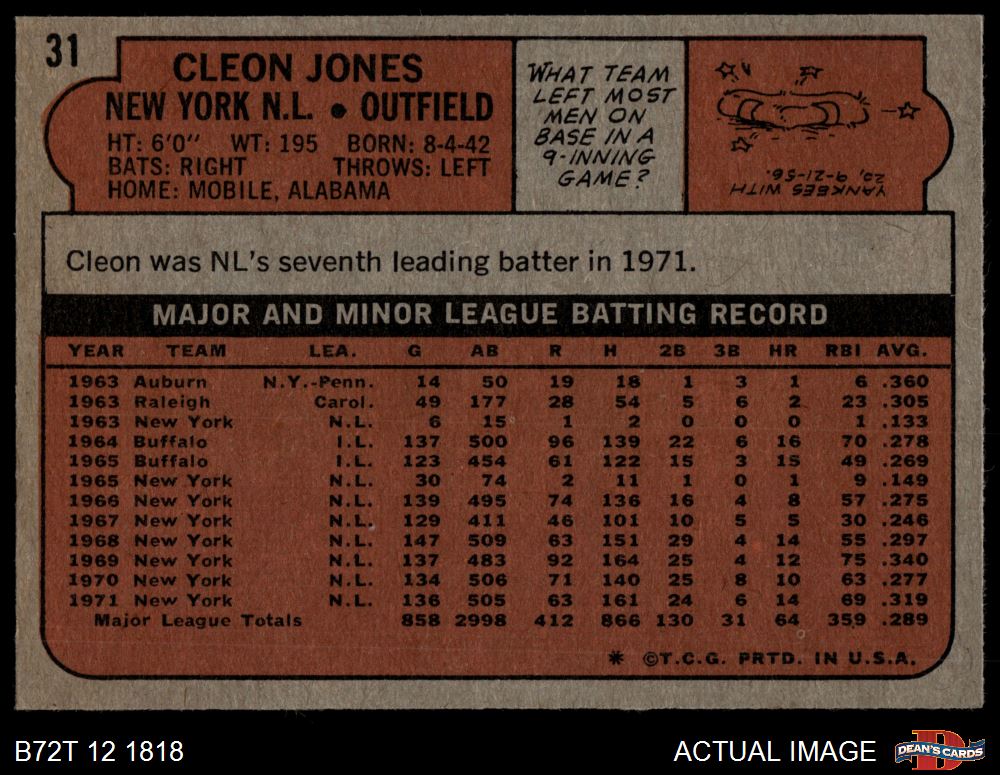 31
CLEON JONES
NEW YORK N.L. • OUTFIELD
HT: 6'0" WT: 195 BORN: 8-4-42
BATS: RIGHT THROWS: LEFT
HOME: MOBILE, ALABAMA
WHAT TEAM
LEFT MOST
MEN ON
BASE IN A
9-INNING
GAME?
YANKEES WITH
20, 9-21-56.
Cleon was NL's seventh leading batter in 1971.
MAJOR AND MINOR LEAGUE BATTING RECORD
YEAR TEAM LEA. G AB R H 2B 3B HR RBI AVG.
1963 Auburn N.Y.-Penn. 14 50 19 18 1 3 1 6 .360
1963 Raleigh Carol. 49 177 28 54 5 6 2 23 .305
1963 New York N.L. 6 15 1 2 0 0 0 1 .133
1964 Buffalo I.L. 137 500 96 139 22 6 16 70 .278
1965 Buffalo I.L. 123 454 61 122 15 3 15 49 .269
1965 New York N.L. 30 74 2 11 1 0 1 9 .149
1966 New York N.L. 139 495 74 136 16 4 8 57 .275
1967 New York N.L. 129 411 46 101 10 5 5 30 .246
1968 New York N.L. 147 509 63 151 29 4 14 55 .297
1969 New York N.L. 137 483 92 164 25 4 12 75 .340
1970 New York N.L. 134 506 71 140 25 8 10 63 .277
1971 New York N.L. 136 505 63 161 24 6 14 69 .319
Major League Totals 858 2998 412 866 130 31 64 359 .289
* ©T.C.G. PRTD. IN U.S.A.
B72T 12 1818
ACTUAL IMAGE
DEAN'S CARDS